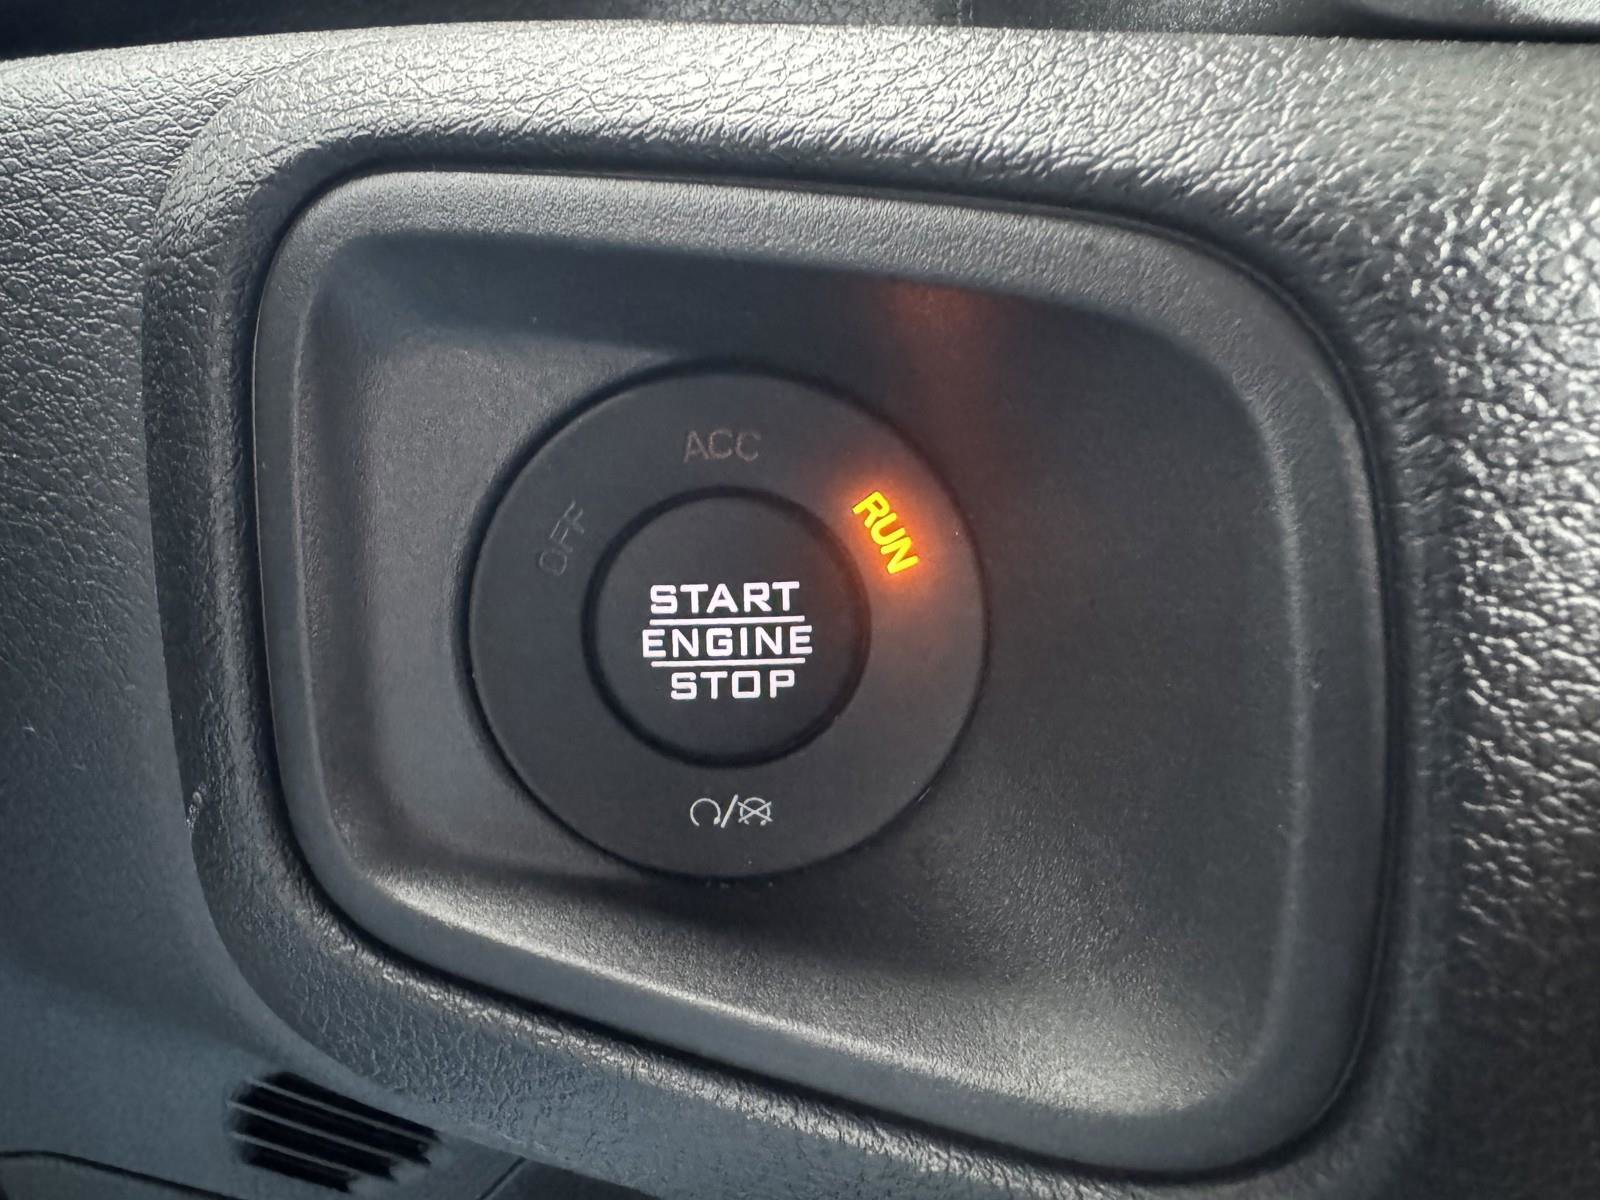 ACC
OFF
RUN
START
ENGINE
STOP
/